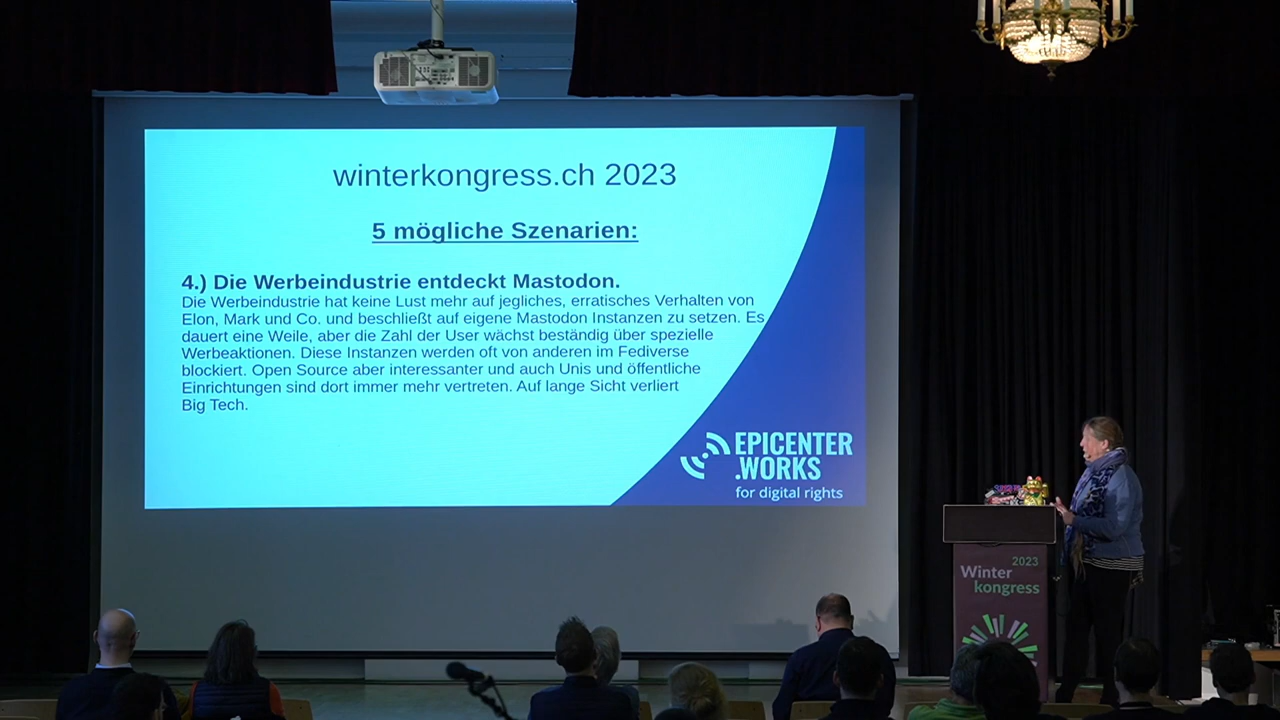 winterkongress.ch 2023
5 mögliche Szenarien:
4.) Die Werbeindustrie entdeckt Mastodon.
Die Werbeindustrie hat keine Lust mehr auf jegliches, erratisches Verhalten von
Elon, Mark und Co. und beschließt auf eigene Mastodon Instanzen zu setzen. Es
dauert eine Weile, aber die Zahl der User wächst beständig über spezielle
Werbeaktionen. Diese Instanzen werden oft von anderen im Fediverse
blockiert. Open Source aber interessanter und auch Unis und öffentliche
Einrichtungen sind dort immer mehr vertreten. Auf lange Sicht verliert
Big Tech.
EPICENTER
.WORKS
for digital rights
2023
Winter
kongress